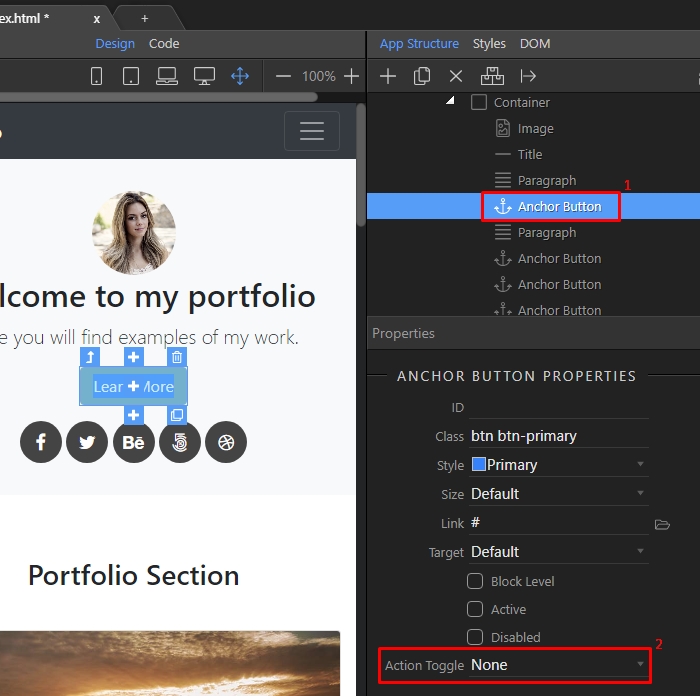 ex.html * x +
Design Code
App Structure Styles DOM
100%
Container
Image
Title
Paragraph
Anchor Button 1
Paragraph
Anchor Button
Anchor Button
Anchor Button
lcome to my portfolio
e you will find examples of my work.
Lear More
Bē
Portfolio Section
Properties
ANCHOR BUTTON PROPERTIES
ID
Class btn btn-primary
Style Primary
Size Default
Link #
Target Default
Block Level
Active
Disabled
2
Action Toggle None